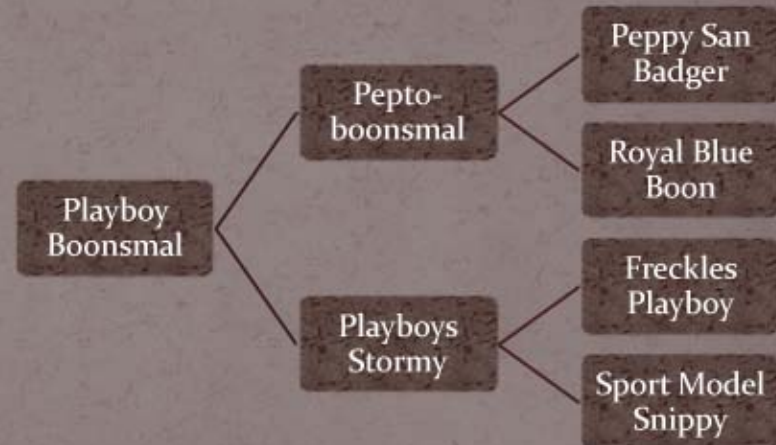 Playboy
Boonsmal
Pepto-
boonsmal
Peppy San
Badger
Royal Blue
Boon
Playboys
Stormy
Freckles
Playboy
Sport Model
Snippy